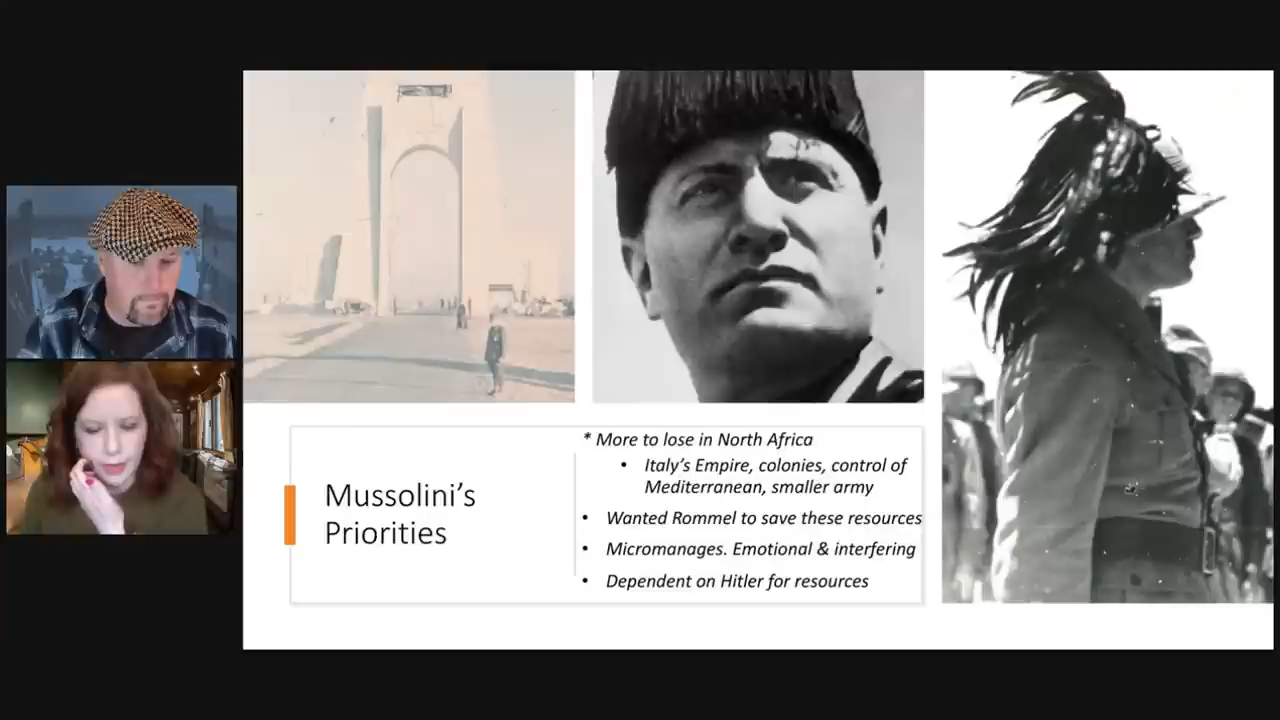 Mussolini's
Priorities
* More to lose in North Africa
• Italy's Empire, colonies, control of
Mediterranean, smaller army
• Wanted Rommel to save these resources
• Micromanages. Emotional & interfering
• Dependent on Hitler for resources